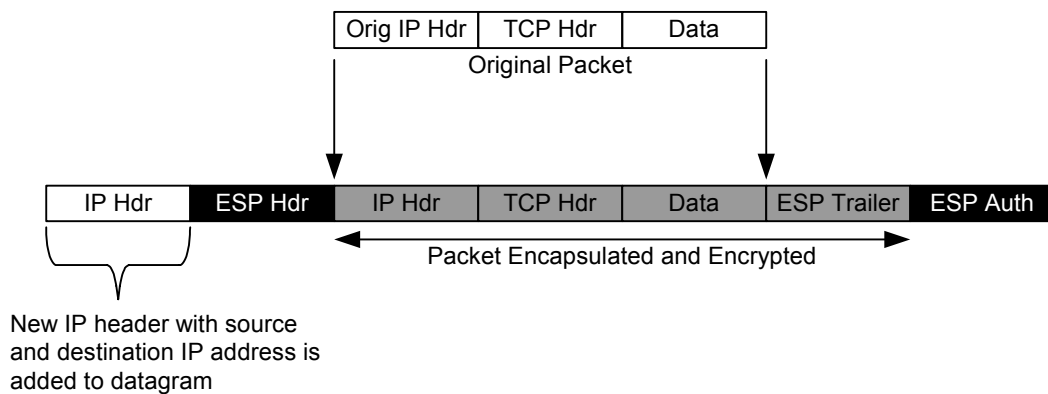 Orig IP Hdr TCP Hdr Data
Original Packet
IP Hdr ESP Hdr IP Hdr TCP Hdr Data ESP Trailer ESP Auth
Packet Encapsulated and Encrypted
New IP header with source
and destination IP address is
added to datagram